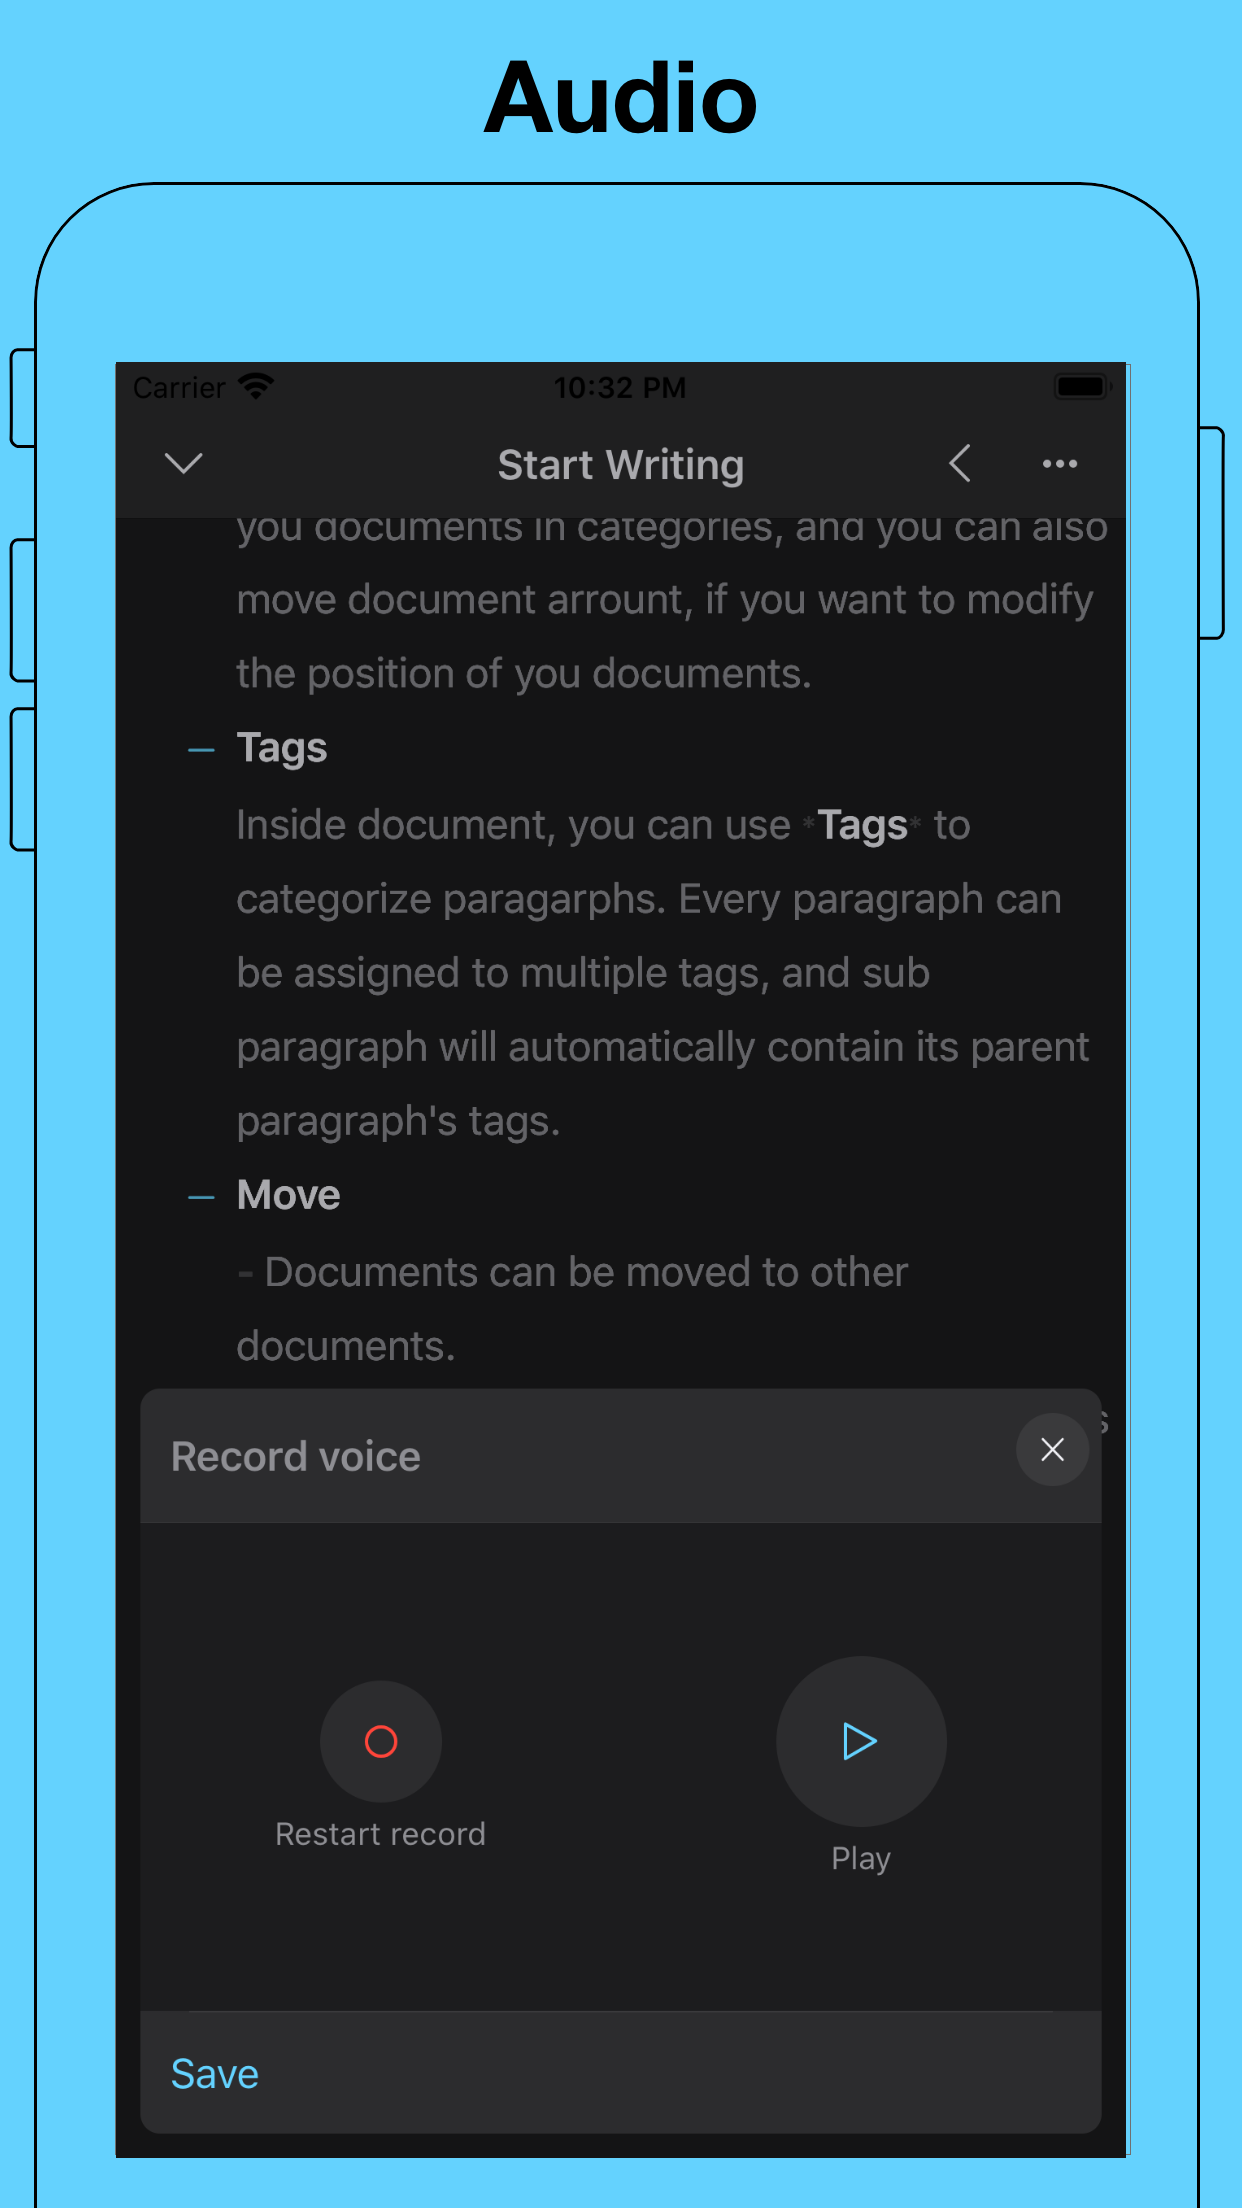 Audio
Carrier 10:32 PM
Start Writing
you documents in categories, and you can also
move document arrount, if you want to modify
the position of you documents.
— Tags
Inside document, you can use *Tags* to
categorize paragarphs. Every paragraph can
be assigned to multiple tags, and sub
paragraph will automatically contain its parent
paragraph's tags.
— Move
- Documents can be moved to other
documents.
Record voice
Restart record
Play
Save